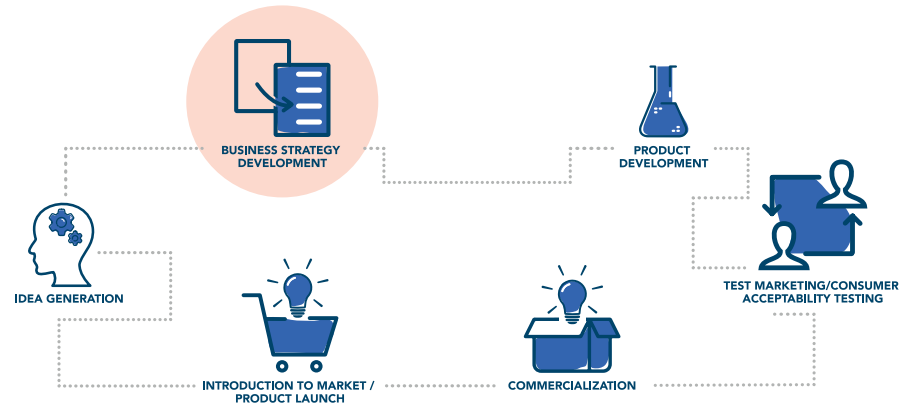 BUSINESS STRATEGY
DEVELOPMENT
PRODUCT
DEVELOPMENT
IDEA GENERATION
TEST MARKETING/CONSUMER
ACCEPTABILITY TESTING
INTRODUCTION TO MARKET /
PRODUCT LAUNCH
COMMERCIALIZATION